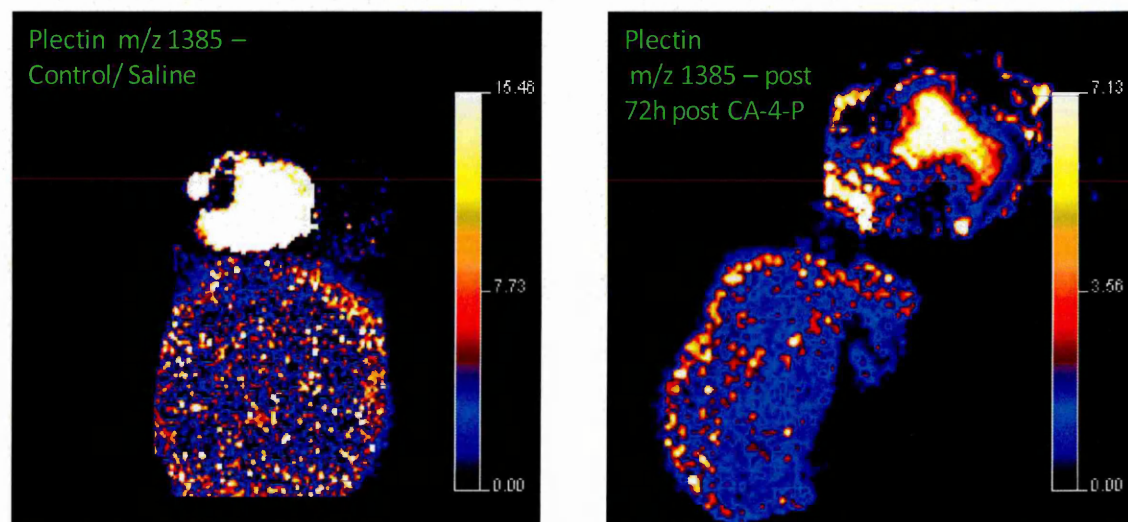 Plectin m/z 1385 –
Control/ Saline
15.46
7.73
0.00
Plectin
m/z 1385 – post
72h post CA-4-P
7.13
3.56
0.00